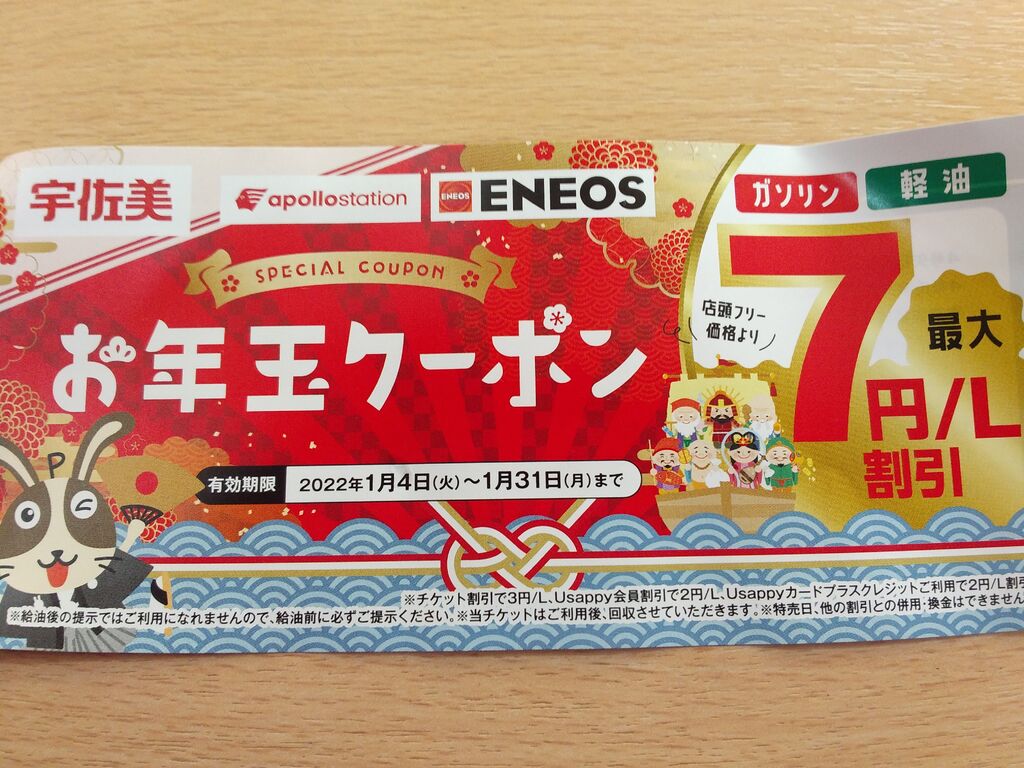 宇佐美
apollostation
ENEOS
ENEOS
ガソリン
軽油
SPECIAL COUPON
お年玉クーポン
店頭フリー
価格より
最大
7
円/L
割引
P
有効期限
2022年1月4日(火)～1月31日(月)まで
※チケット割引で3円/L、Usappy会員割引で2円/L、Usappyカードプラスクレジットご利用で2円/L割引
※給油後の提示ではご利用になれませんので、給油前に必ずご提示ください。※当チケットはご利用後、回収させていただきます。※特売日、他の割引との併用・換金はできません